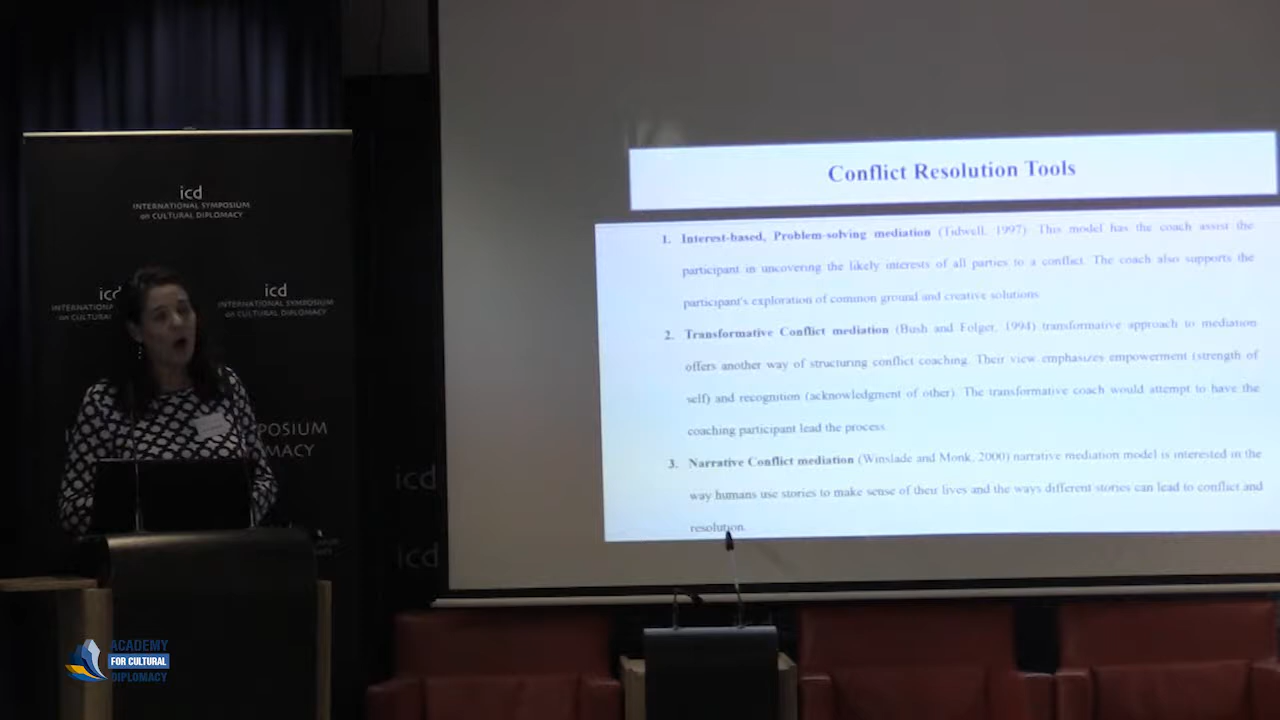 icd
INTERNATIONAL SYMPOSIUM
on CULTURAL DIPLOMACY
icd
INTERNATIONAL
on CULTURAL
icd
INTERNATIONAL SYMPOSIUM
on CULTURAL DIPLOMACY
POSIUM
MACY
icd
icd
Conflict Resolution Tools
1. Interest-based, Problem-solving mediation (Tidwell, 1997). This model has the coach assist the
participant in uncovering the likely interests of all parties to a conflict. The coach also supports the
participant's exploration of common ground and creative solutions.
2. Transformative Conflict mediation (Bush and Folger, 1994) transformative approach to mediation
offers another way of structuring conflict coaching. Their view emphasizes empowerment (strength of
self) and recognition (acknowledgment of other). The transformative coach would attempt to have the
coaching participant lead the process.
3. Narrative Conflict mediation (Winslade and Monk, 2000) narrative mediation model is interested in the
way humans use stories to make sense of their lives and the ways different stories can lead to conflict and
resolution.
ACADEMY
FOR CULTURAL
DIPLOMACY